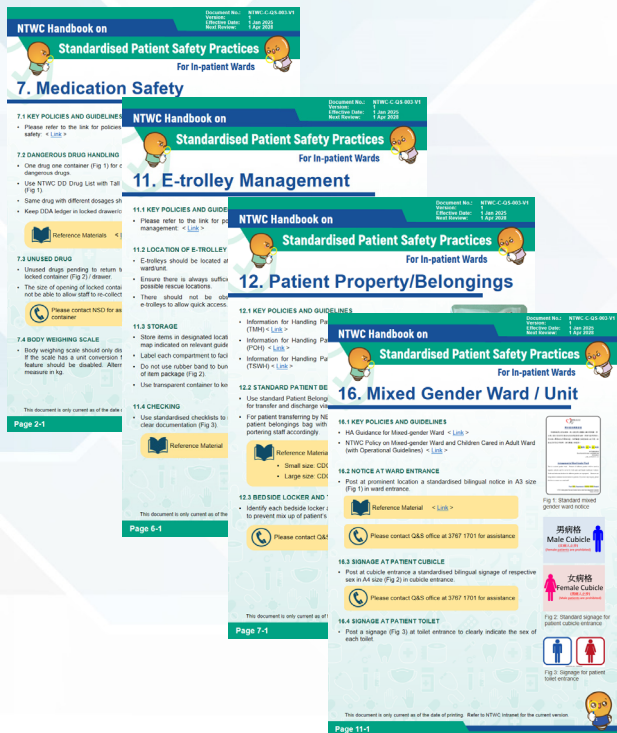 NTWC Handbook on
Document No.: NTWC-C-QS-003-V1
Version: 1
Effective Date: 1 Jan 2025
Next Review: 1 Apr 2028
Standardised Patient Safety Practices
For In-patient Wards
7. Medication Safety
7.1 KEY POLICIES AND GUIDELINES
• Please refer to the link for policies
safety: < Link >
7.2 DANGEROUS DRUG HANDLING
• One drug one container (Fig 1) for
dangerous drugs.
• Use NTWC DD Drug List with Tall
(Fig 1).
• Same drug with different dosages
• Keep DDA ledger in locked drawer/
Reference Materials
7.3 UNUSED DRUG
• Unused drugs pending to return
locked container (Fig 2) / drawer.
• The size of opening of locked
not be able to allow staff to
Please contact NSD for
container
7.4 BODY WEIGHING SCALE
• Body weighing scale should only
If the scale has a unit conversion
feature should be disabled.
measure in kg.
This document is only current as of the date
Page 2-1
NTWC Handbook on
Document No.: NTWC-C-QS-003-V1
Version: 1
Effective Date: 1 Jan 2025
Next Review: 1 Apr 2028
Standardised Patient Safety Practices
For In-patient Wards
11. E-trolley Management
11.1 KEY POLICIES AND
• Please refer to the link for
management: < Link >
11.2 LOCATION OF E-TROLLEY
• E-trolleys should be located at
ward/unit.
• Ensure there is always
possible rescue locations.
• There should not be
e-trolleys to allow quick access.
11.3 STORAGE
• Store items in designated
map indicated on relevant
• Label each compartment to
• Do not use rubber band to
of item package (Fig 2).
• Use transparent container to
11.4 CHECKING
• Use standardised checklists to
clear documentation (Fig 3).
Reference Material
This document is only current as of the
Page 6-1
NTWC Handbook on
Document No.: NTWC-C-QS-003-V1
Version: 1
Effective Date: 1 Jan 2025
Next Review: 1 Apr 2028
Standardised Patient Safety Practices
For In-patient Wards
12. Patient Property/Belongings
12.1 KEY POLICIES AND GUIDELINES
• Information for Handling
(TMH) < Link >
• Information for Handling
(POH) < Link >
• Information for Handling
(TSWH) < Link >
12.2 STANDARD PATIENT
• Use standard Patient
for transfer and discharge
• For patient transferring by
patient belongings bag with
portering staff accordingly.
Reference
• Small size:
• Large size:
12.3 BEDSIDE LOCKER AND
• Identify each bedside locker
to prevent mix up of patient's
Please contact
This document is only current as of
Page 7-1
NTWC Handbook on
Document No.: NTWC-C-QS-003 V1
Version: 1
Effective Date: 1 Jan 2025
Next Review: 1 Apr 2028
Standardised Patient Safety Practices
For In-patient Wards
16. Mixed Gender Ward / Unit
16.1 KEY POLICIES AND GUIDELINES
• HA Guidance for Mixed-gender Ward < Link >
• NTWC Policy on Mixed-gender Ward and Children Cared in Adult Ward
(with Operational Guidelines) < Link >
16.2 NOTICE AT WARD ENTRANCE
• Post at prominent location a standardised bilingual notice in A3 size
(Fig 1) in ward entrance.
Reference Material < Link >
Please contact Q&S office at 3767 1701 for assistance
16.3 SIGNAGE AT PATIENT CUBICLE
• Post at cubicle entrance a standardised bilingual signage of respective
sex in A4 size (Fig 2) in cubicle entrance.
Please contact Q&S office at 3767 1701 for assistance
16.4 SIGNAGE AT PATIENT TOILET
• Post a signage (Fig 3) at toilet entrance to clearly indicate the sex of
each toilet.
Fig 1: Standard mixed
gender ward notice
男病格
Male Cubicle
女病格
Female Cubicle
Fig 2: Standard signage for
patient cubicle entrance
Fig 3: Signage for patient
toilet entrance
This document is only current as of the date of printing. Refer to NTWC intranet for the current version.
Page 11-1